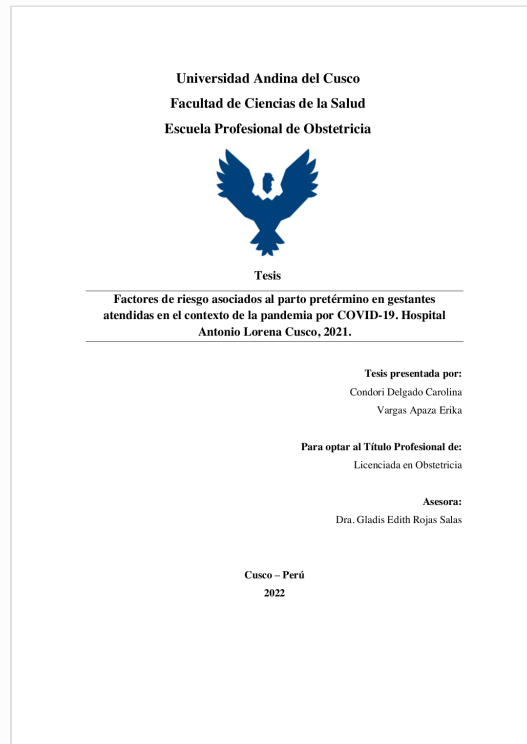 Universidad Andina del Cusco
Facultad de Ciencias de la Salud
Escuela Profesional de Obstetricia
Tesis
Factores de riesgo asociados al parto pretérmino en gestantes
atendidas en el contexto de la pandemia por COVID-19. Hospital
Antonio Lorena Cusco, 2021.
Tesis presentada por:
Condori Delgado Carolina
Vargas Apaza Erika
Para optar al Título Profesional de:
Licenciada en Obstetricia
Asesora:
Dra. Gladis Edith Rojas Salas
Cusco – Perú
2022